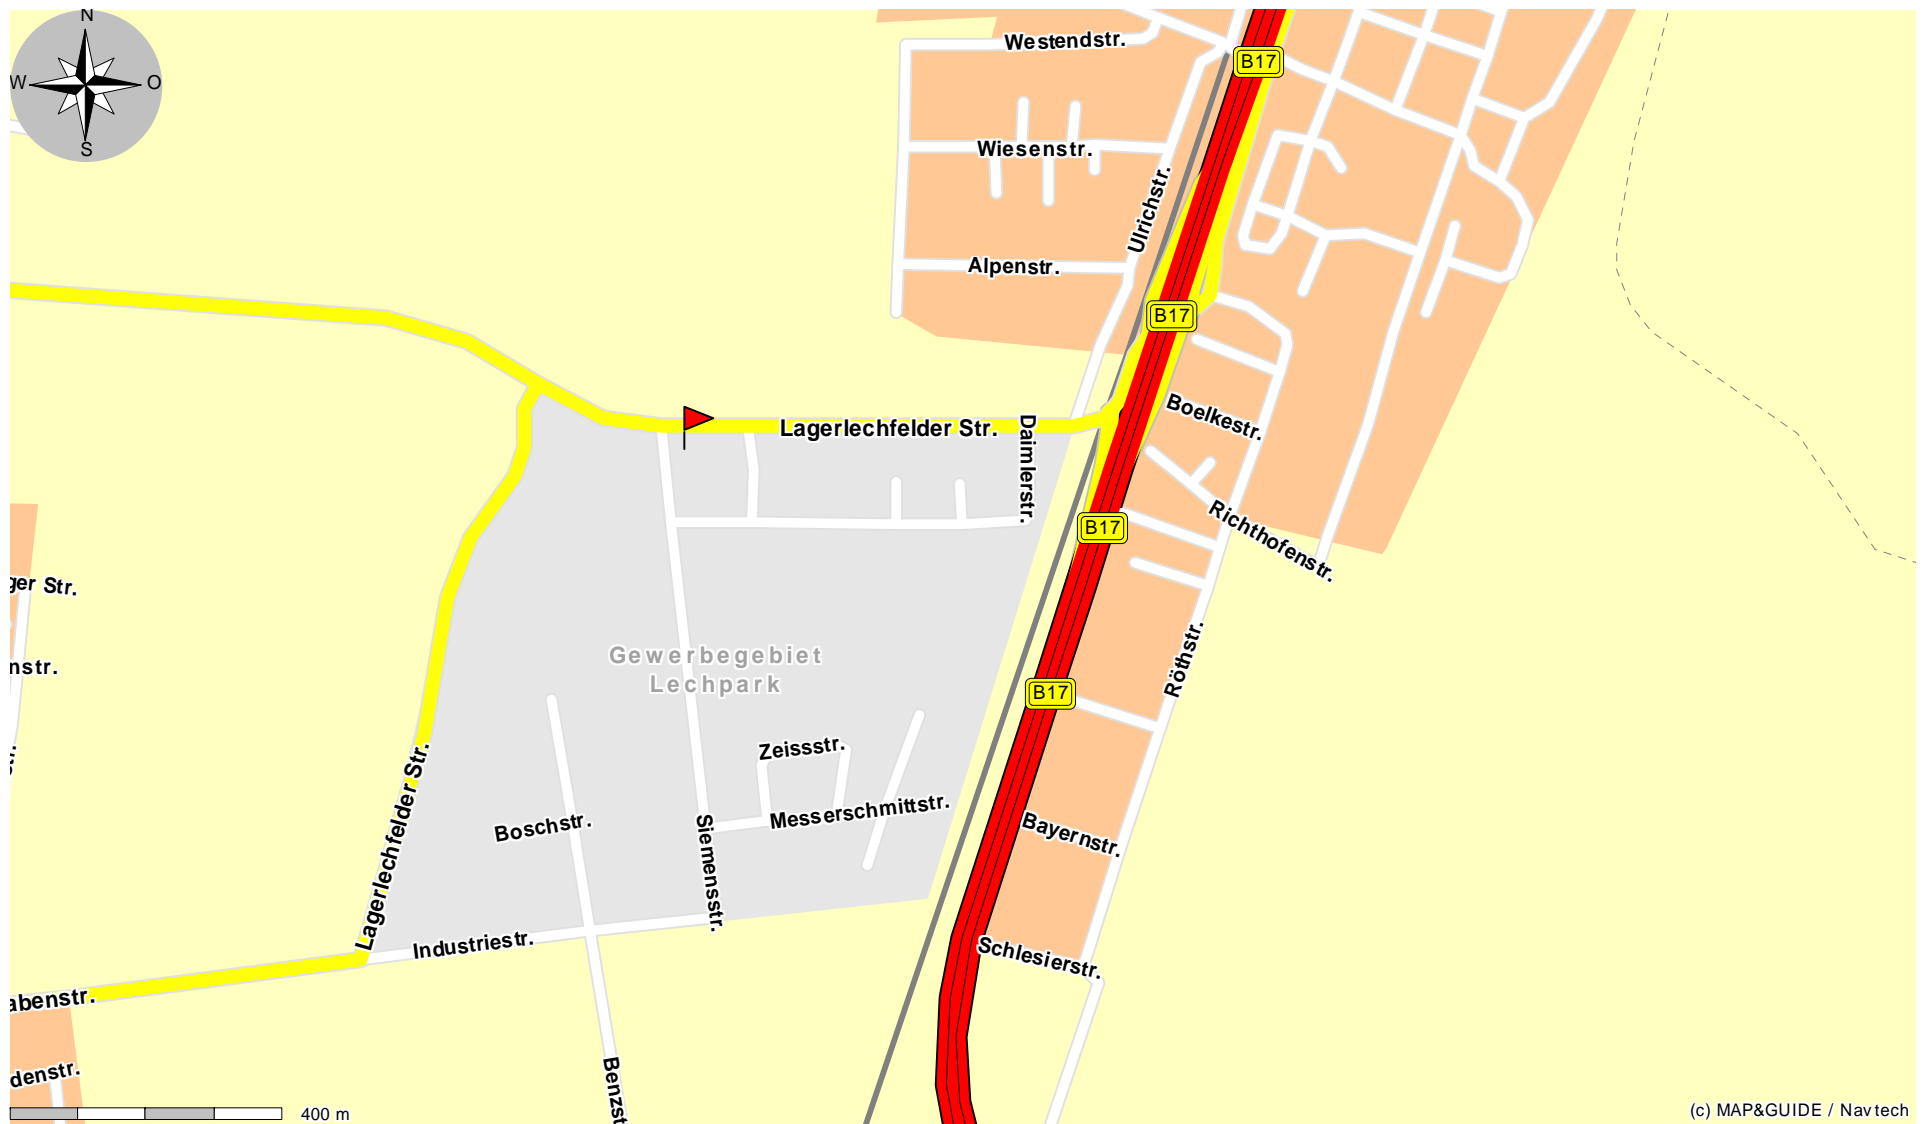 N
W
O
S
Westendstr.
B17
Wiesenstr.
Ulrichstr.
Alpenstr.
B17
Boelkestr.
Lagerlechfelder Str.
Daimlerstr.
B17
Richthofenstr.
ger Str.
Röthstr.
Gewerbegebiet
Lechpark
nstr.
B17
Zeissstr.
Messerschmittstr.
Boschstr.
Siemensstr.
Bayernstr.
Lagerlechfelder Str.
Industriestr.
Schlesierstr.
abenstr.
denstr.
Benzst
400 m
(c) MAP&GUIDE / Navtech